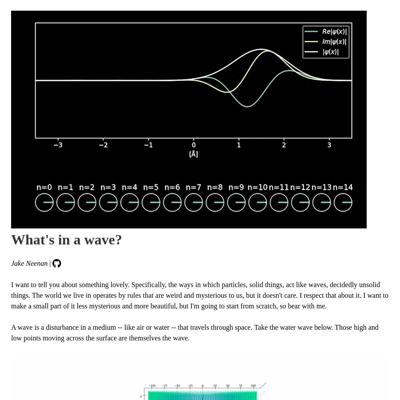 Re|ψ(x)|
Im|ψ(x)|
|ψ(x)|
−3 −2 −1 0 1 2 3
[Å]
n=0 n=1 n=2 n=3 n=4 n=5 n=6 n=7 n=8 n=9 n=10 n=11 n=12 n=13 n=14
What's in a wave?
Jake Neenan |
I want to tell you about something lovely. Specifically, the ways in which particles, solid things, act like waves, decidedly unsolid
things. The world we live in operates by rules that are weird and mysterious to us, but it doesn't care. I respect that about it. I want to
make a small part of it less mysterious and more beautiful, but I'm going to start from scratch, so bear with me.
A wave is a disturbance in a medium -- like air or water -- that travels through space. Take the water wave below. Those high and
low points moving across the surface are themselves the wave.